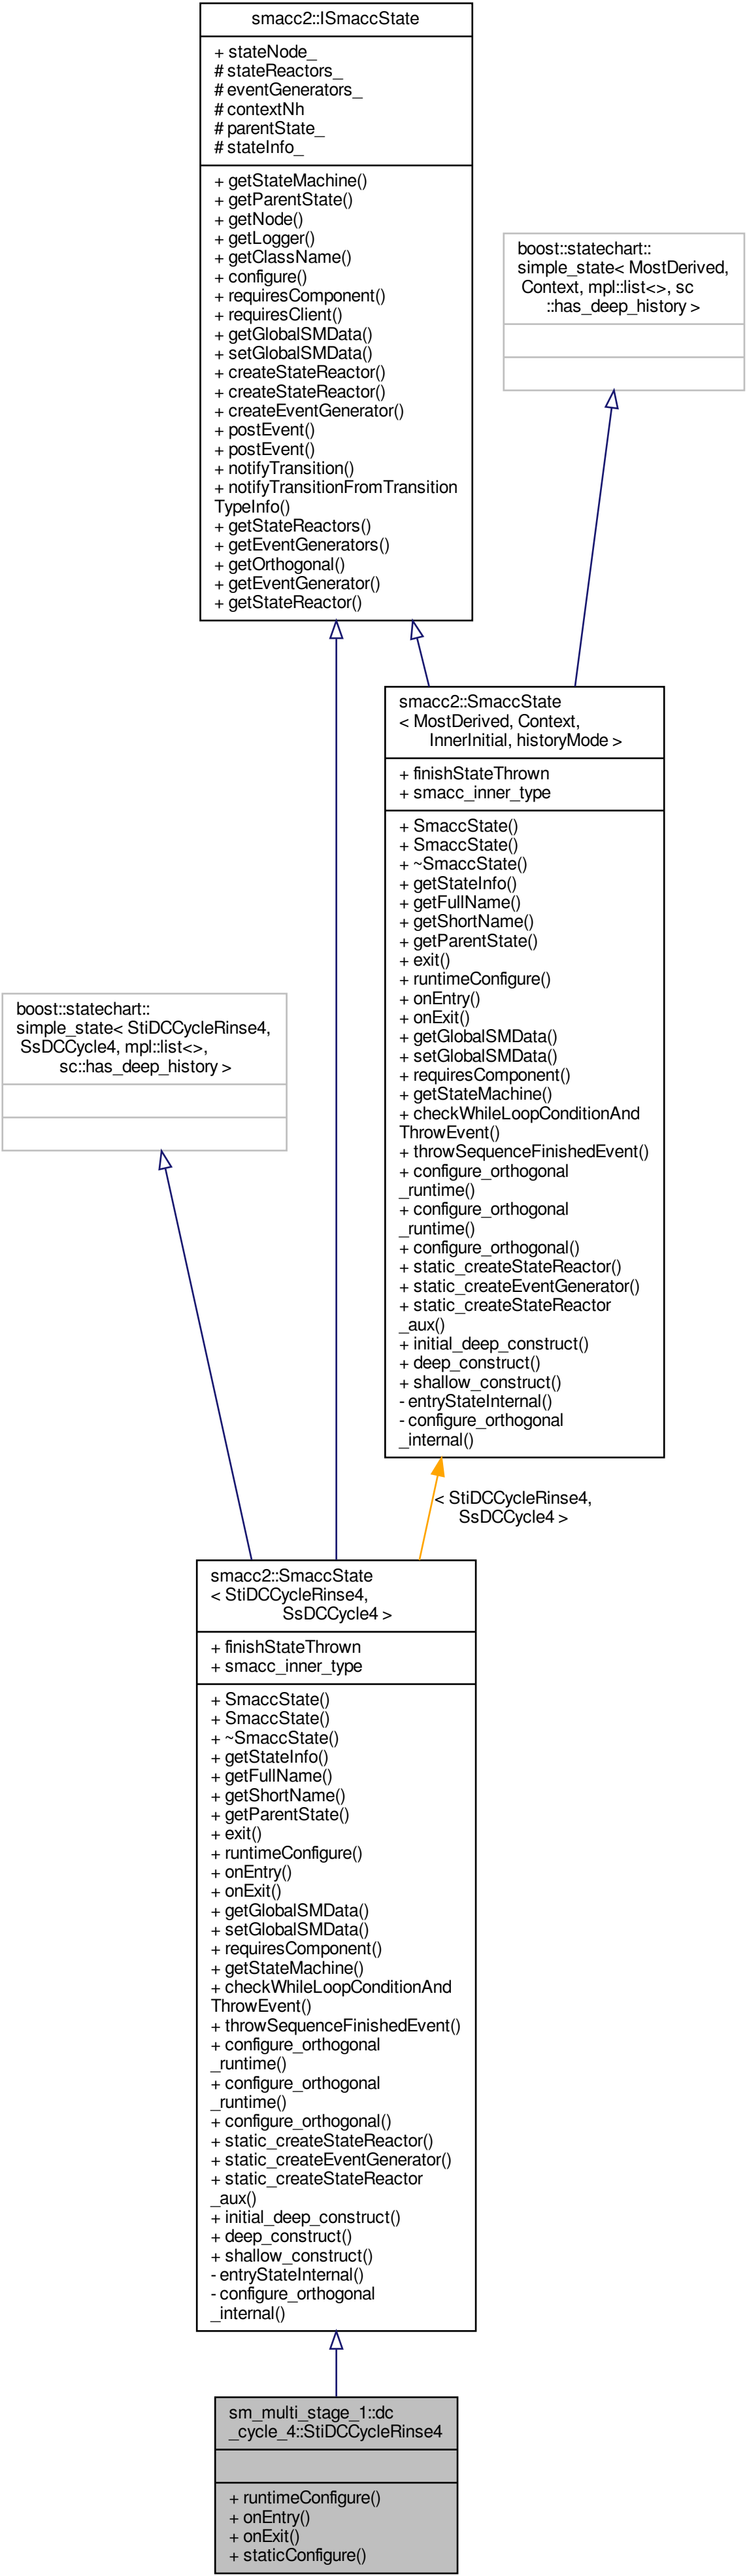 smacc2::ISmaccState
+ stateNode_
# stateReactors_
# eventGenerators_
# contextNh
# parentState_
# stateInfo_
+ getStateMachine()
+ getParentState()
+ getNode()
+ getLogger()
+ getClassName()
+ configure()
+ requiresComponent()
+ requiresClient()
+ getGlobalSMData()
+ setGlobalSMData()
+ createStateReactor()
+ createStateReactor()
+ createEventGenerator()
+ postEvent()
+ postEvent()
+ notifyTransition()
+ notifyTransitionFromTransition
TypeInfo()
+ getStateReactors()
+ getEventGenerators()
+ getOrthogonal()
+ getEventGenerator()
+ getStateReactor()
boost::statechart::
simple_state< MostDerived,
Context, mpl::list<>, sc
::has_deep_history >
smacc2::SmaccState
< MostDerived, Context,
InnerInitial, historyMode >
+ finishStateThrown
+ smacc_inner_type
+ SmaccState()
+ SmaccState()
+ ~SmaccState()
+ getStateInfo()
+ getFullName()
+ getShortName()
+ getParentState()
+ exit()
+ runtimeConfigure()
+ onEntry()
+ onExit()
+ getGlobalSMData()
+ setGlobalSMData()
+ requiresComponent()
+ getStateMachine()
+ checkWhileLoopConditionAnd
ThrowEvent()
+ throwSequenceFinishedEvent()
+ configure_orthogonal
_runtime()
+ configure_orthogonal
_runtime()
+ configure_orthogonal()
+ static_createStateReactor()
+ static_createEventGenerator()
+ static_createStateReactor
_aux()
+ initial_deep_construct()
+ deep_construct()
+ shallow_construct()
- entryStateInternal()
- configure_orthogonal
_internal()
boost::statechart::
simple_state< StiDCCycleRinse4,
SsDCCycle4, mpl::list<>,
sc::has_deep_history >
< StiDCCycleRinse4,
SsDCCycle4 >
smacc2::SmaccState
< StiDCCycleRinse4,
SsDCCycle4 >
+ finishStateThrown
+ smacc_inner_type
+ SmaccState()
+ SmaccState()
+ ~SmaccState()
+ getStateInfo()
+ getFullName()
+ getShortName()
+ getParentState()
+ exit()
+ runtimeConfigure()
+ onEntry()
+ onExit()
+ getGlobalSMData()
+ setGlobalSMData()
+ requiresComponent()
+ getStateMachine()
+ checkWhileLoopConditionAnd
ThrowEvent()
+ throwSequenceFinishedEvent()
+ configure_orthogonal
_runtime()
+ configure_orthogonal
_runtime()
+ configure_orthogonal()
+ static_createStateReactor()
+ static_createEventGenerator()
+ static_createStateReactor
_aux()
+ initial_deep_construct()
+ deep_construct()
+ shallow_construct()
- entryStateInternal()
- configure_orthogonal
_internal()
sm_multi_stage_1::dc
_cycle_4::StiDCCycleRinse4
+ runtimeConfigure()
+ onEntry()
+ onExit()
+ staticConfigure()